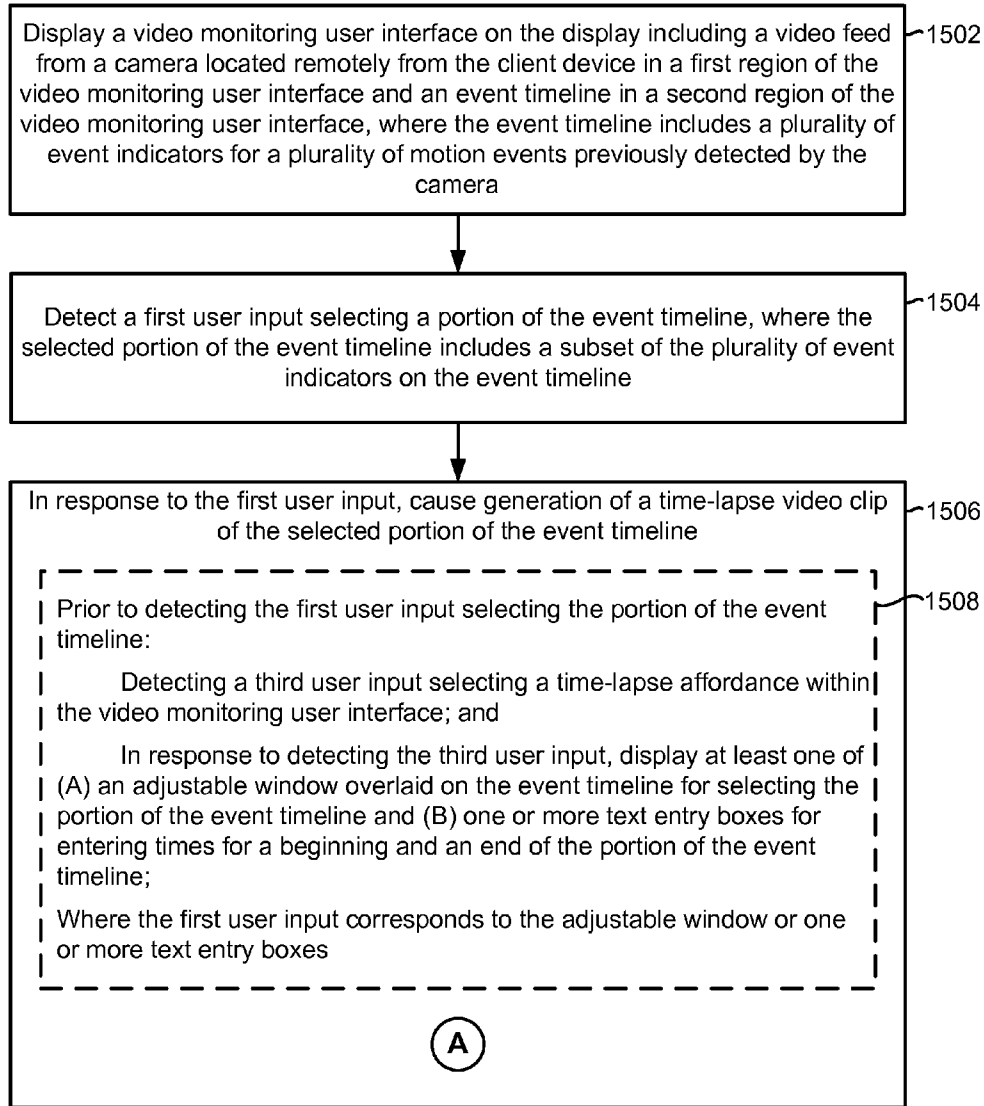 Display a video monitoring user interface on the display including a video feed
from a camera located remotely from the client device in a first region of the
video monitoring user interface and an event timeline in a second region of the
video monitoring user interface, where the event timeline includes a plurality of
event indicators for a plurality of motion events previously detected by the
camera
1502
Detect a first user input selecting a portion of the event timeline, where the
selected portion of the event timeline includes a subset of the plurality of event
indicators on the event timeline
1504
In response to the first user input, cause generation of a time-lapse video clip
of the selected portion of the event timeline
1506
Prior to detecting the first user input selecting the portion of the event
timeline:
Detecting a third user input selecting a time-lapse affordance within
the video monitoring user interface; and
In response to detecting the third user input, display at least one of
(A) an adjustable window overlaid on the event timeline for selecting the
portion of the event timeline and (B) one or more text entry boxes for
entering times for a beginning and an end of the portion of the event
timeline;
Where the first user input corresponds to the adjustable window or one
or more text entry boxes
1508
A